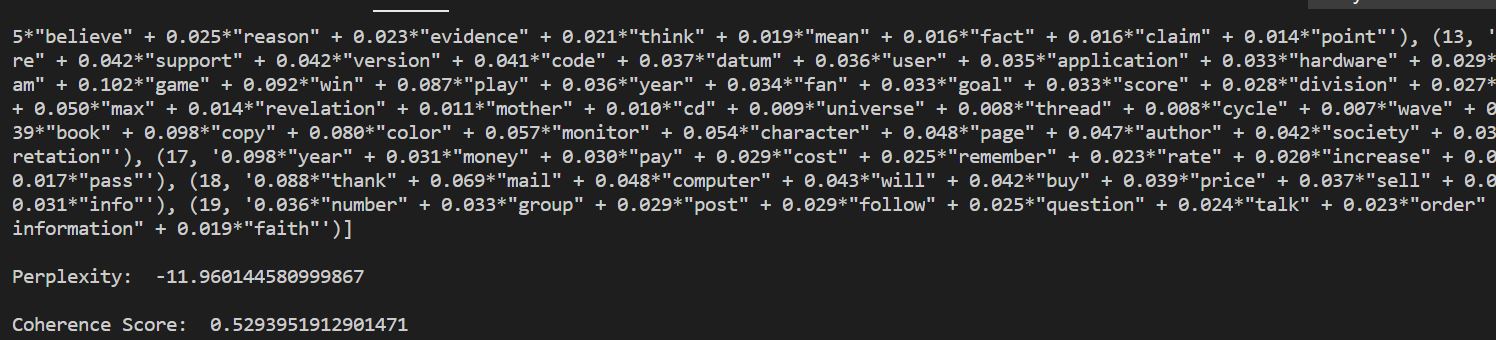 5*"believe" + 0.025*"reason" + 0.023*"evidence" + 0.021*"think" + 0.019*"mean" + 0.016*"fact" + 0.016*"claim" + 0.014*"point"'), (13, '
re" + 0.042*"support" + 0.042*"version" + 0.041*"code" + 0.037*"datum" + 0.036*"user" + 0.035*"application" + 0.033*"hardware" + 0.029*
am" + 0.102*"game" + 0.092*"win" + 0.087*"play" + 0.036*"year" + 0.034*"fan" + 0.033*"goal" + 0.033*"score" + 0.028*"division" + 0.027*
+ 0.050*"max" + 0.014*"revelation" + 0.011*"mother" + 0.010*"cd" + 0.009*"universe" + 0.008*"thread" + 0.008*"cycle" + 0.007*"wave" + 0
39*"book" + 0.098*"copy" + 0.080*"color" + 0.057*"monitor" + 0.054*"character" + 0.048*"page" + 0.047*"author" + 0.042*"society" + 0.03
retation"'), (17, '0.098*"year" + 0.031*"money" + 0.030*"pay" + 0.029*"cost" + 0.025*"remember" + 0.023*"rate" + 0.020*"increase" + 0.0
0.017*"pass"'), (18, '0.088*"thank" + 0.069*"mail" + 0.048*"computer" + 0.043*"will" + 0.042*"buy" + 0.039*"price" + 0.037*"sell" + 0.0
0.031*"info"'), (19, '0.036*"number" + 0.033*"group" + 0.029*"post" + 0.029*"follow" + 0.025*"question" + 0.024*"talk" + 0.023*"order"
information" + 0.019*"faith"')]
Perplexity: -11.960144580999867
Coherence Score: 0.5293951912901471